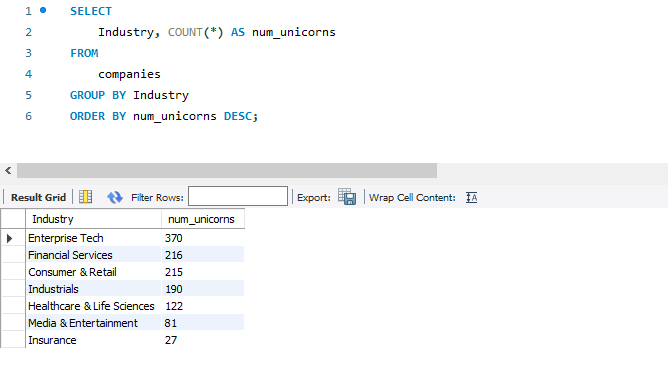 1 SELECT
2 Industry, COUNT(*) AS num_unicorns
3 FROM
4 companies
5 GROUP BY Industry
6 ORDER BY num_unicorns DESC;
Result Grid Filter Rows: Export: Wrap Cell Content:
Industry num_unicorns
Enterprise Tech 370
Financial Services 216
Consumer & Retail 215
Industrials 190
Healthcare & Life Sciences 122
Media & Entertainment 81
Insurance 27